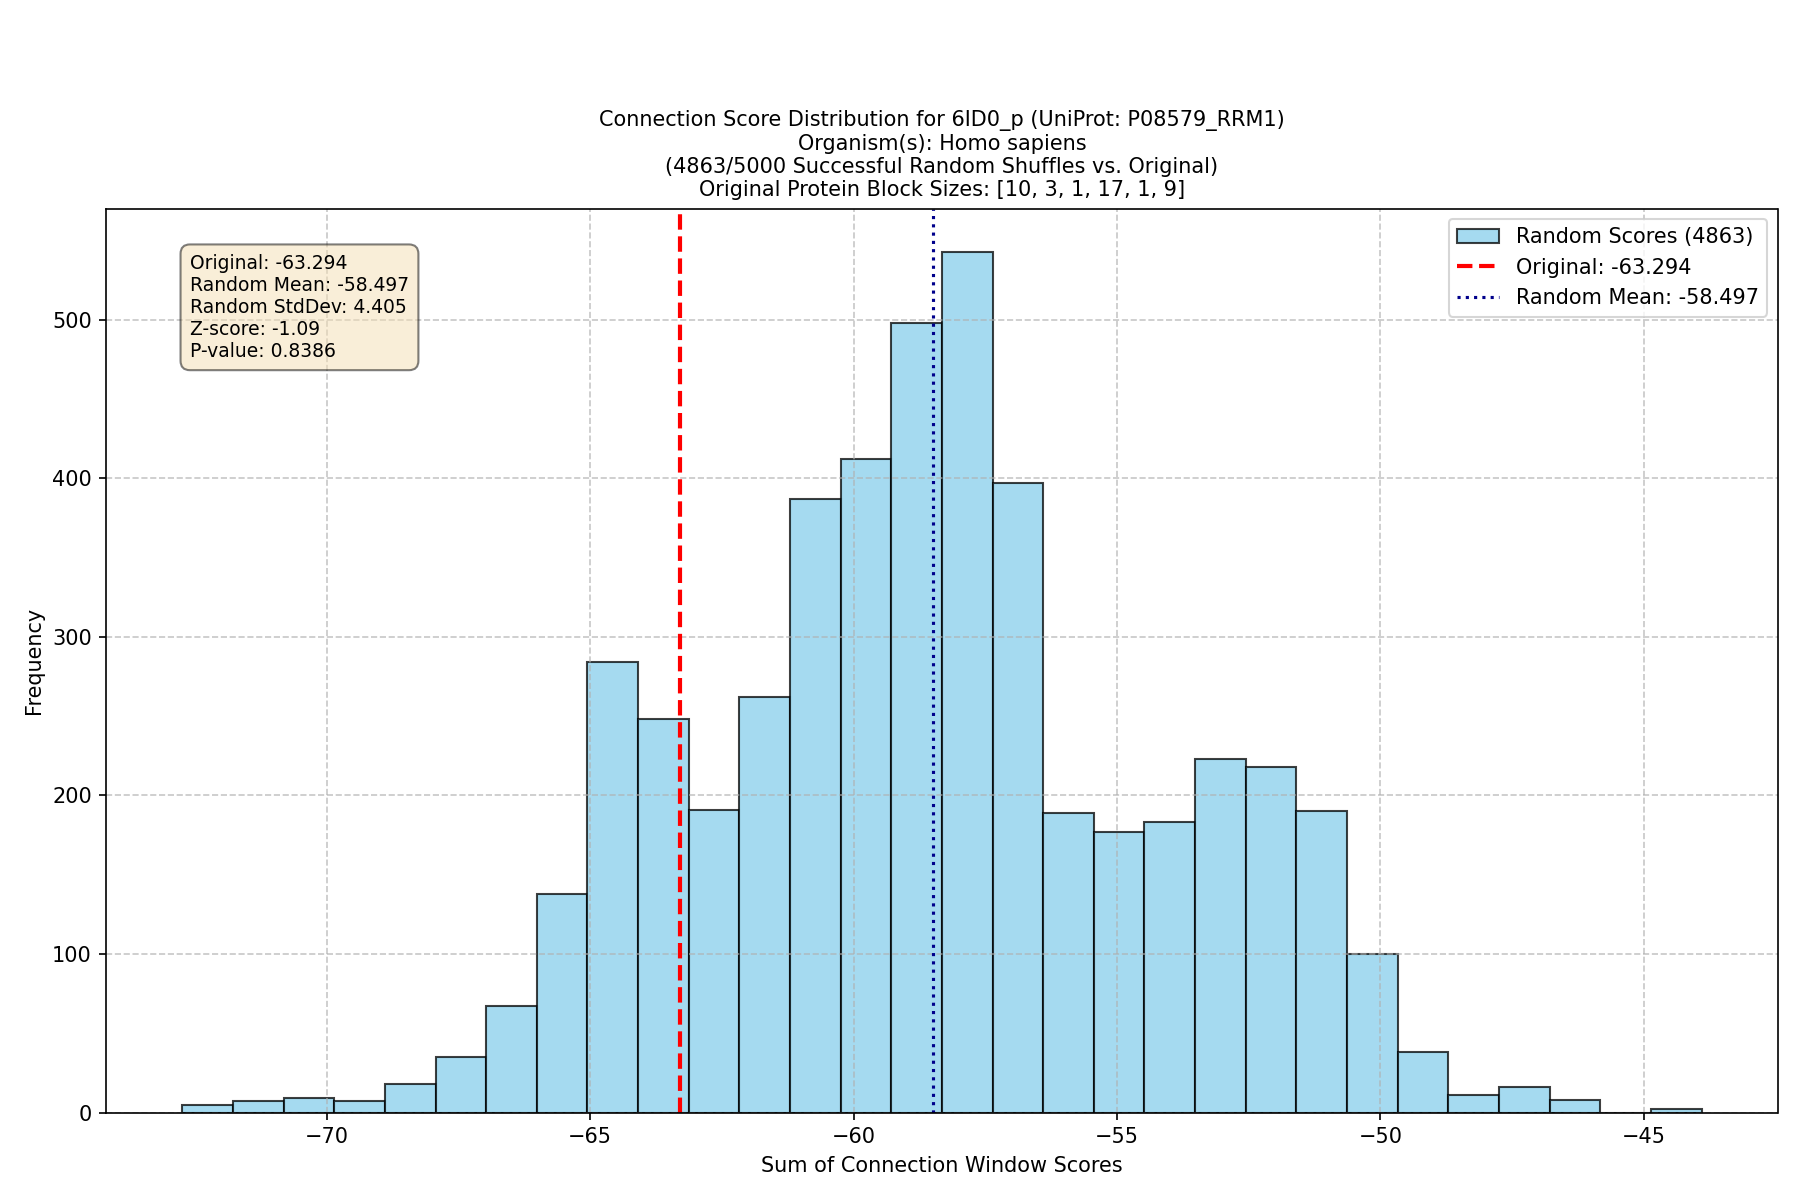 Connection Score Distribution for 6ID0_p (UniProt: P08579_RRM1)
Organism(s): Homo sapiens
(4863/5000 Successful Random Shuffles vs. Original)
Original Protein Block Sizes: [10, 3, 1, 17, 1, 9]
Original: -63.294
Random Mean: -58.497
Random StdDev: 4.405
Z-score: -1.09
P-value: 0.8386
Random Scores (4863)
Original: -63.294
Random Mean: -58.497
Frequency
500
400
300
200
100
0
−70
−65
−60
−55
−50
−45
Sum of Connection Window Scores